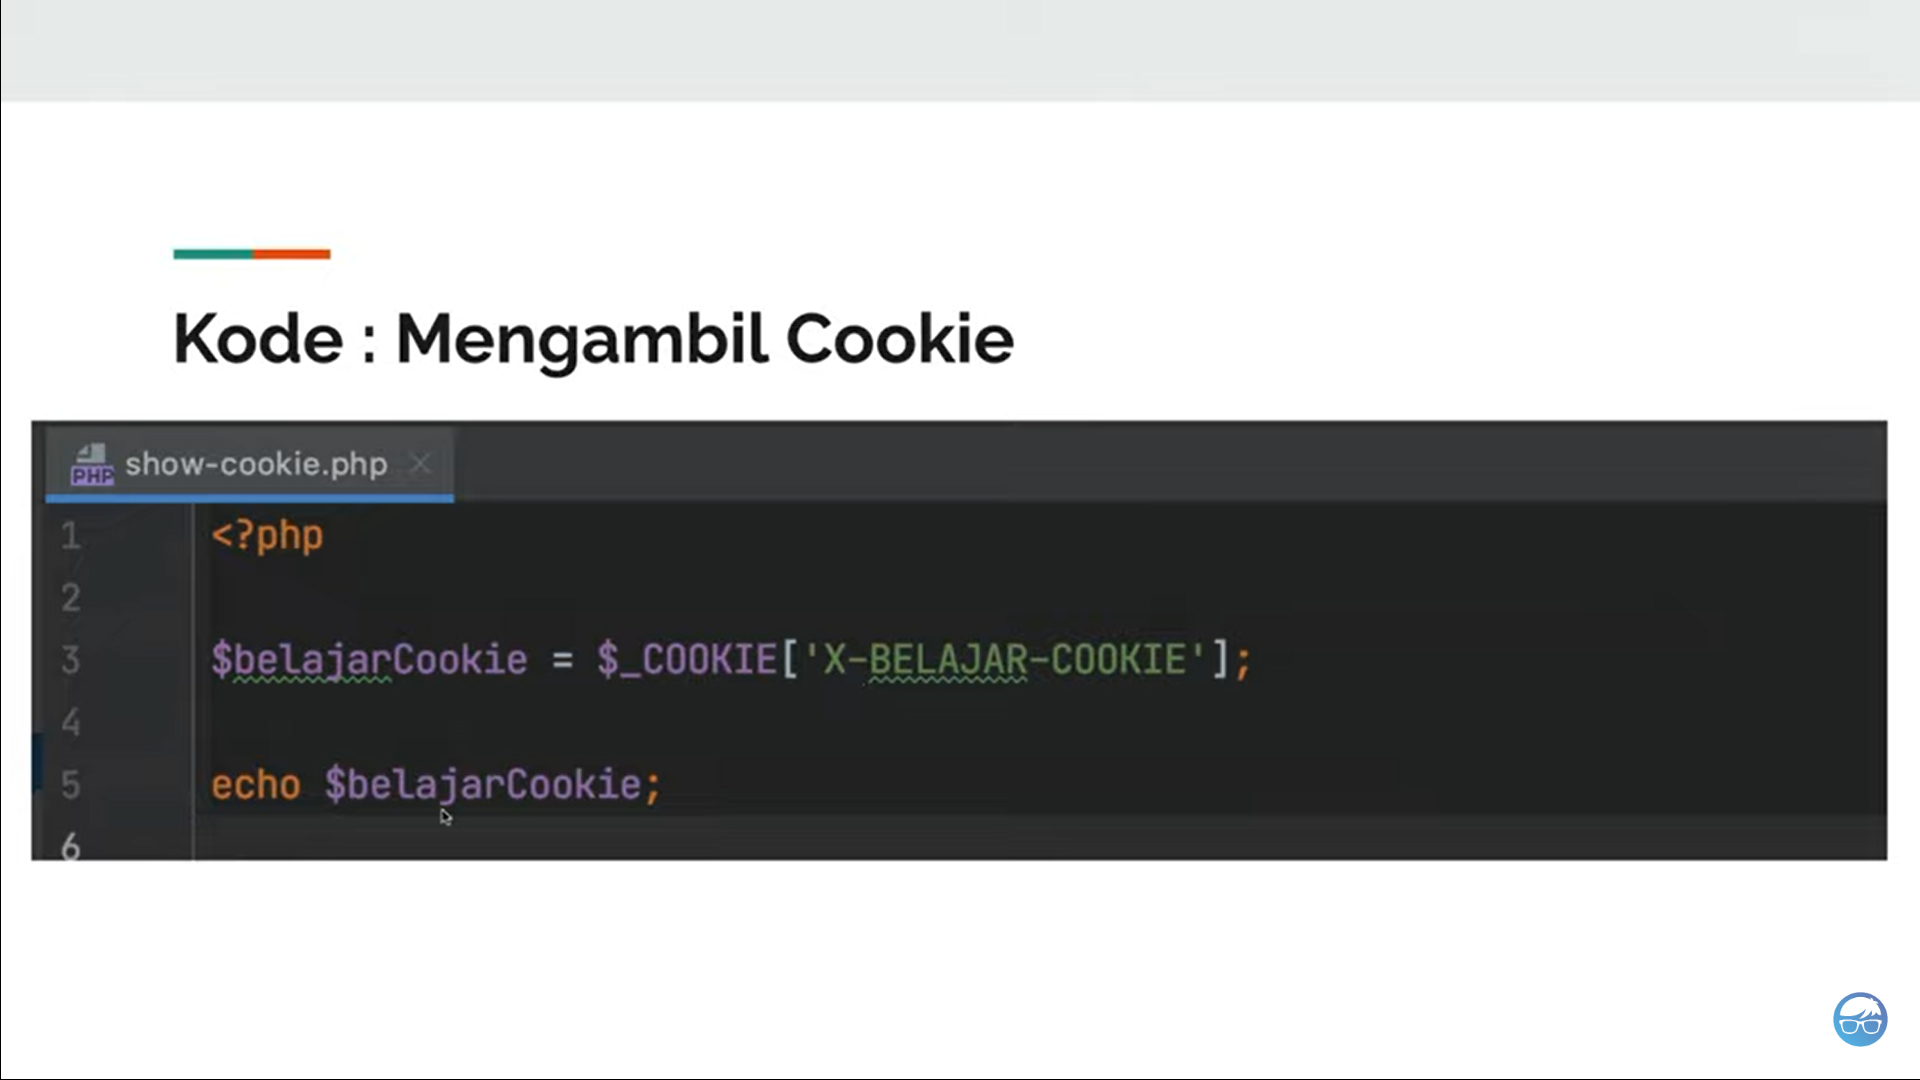 Kode : Mengambil Cookie
PHP show-cookie.php
1 <?php
2
3 $belajarCookie = $_COOKIE['X-BELAJAR-COOKIE'];
4
5 echo $belajarCookie;
6